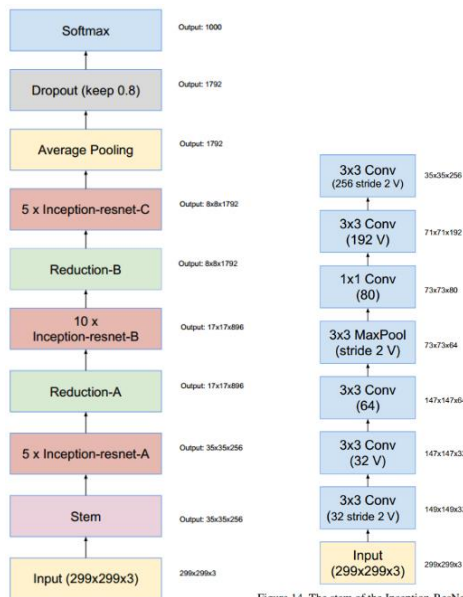 Softmax
Output: 1000
Dropout (keep 0.8)
Output: 1792
Average Pooling
Output: 1792
5 x Inception-resnet-C
Output: 8x8x1792
Reduction-B
Output: 8x8x1792
10 x
Inception-resnet-B
Output: 17x17x896
Reduction-A
Output: 17x17x896
5 x Inception-resnet-A
Output: 35x35x256
Stem
Output: 35x35x256
Input (299x299x3)
299x299x3
3x3 Conv
(256 stride 2 V)
35x35x256
3x3 Conv
(192 V)
71x71x192
1x1 Conv
(80)
73x73x80
3x3 MaxPool
(stride 2 V)
73x73x64
3x3 Conv
(64)
147x147x64
3x3 Conv
(32 V)
147x147x32
3x3 Conv
(32 stride 2 V)
149x149x32
Input
(299x299x3)
299x299x3